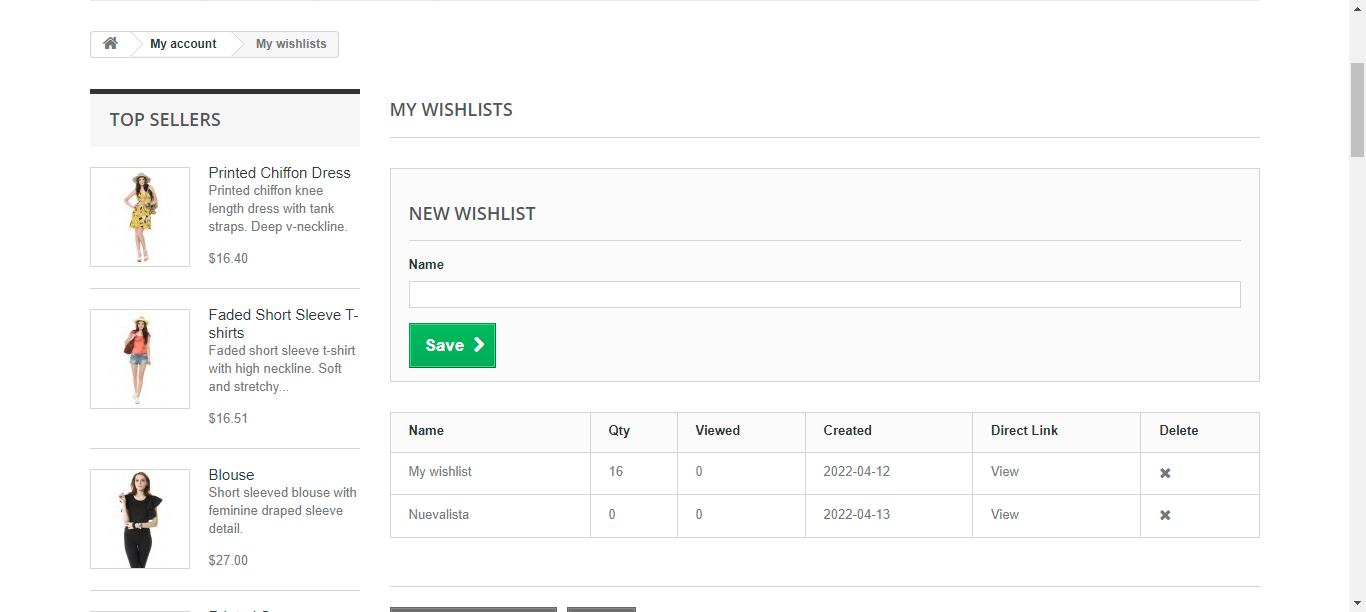 My account
My wishlists
TOP SELLERS
Printed Chiffon Dress
Printed chiffon knee
length dress with tank
straps. Deep v-neckline.
$16.40
Faded Short Sleeve T-
shirts
Faded short sleeve t-shirt
with high neckline. Soft
and stretchy...
$16.51
Blouse
Short sleeved blouse with
feminine draped sleeve
detail.
$27.00
MY WISHLISTS
NEW WISHLIST
Name
Save
Name Qty Viewed Created Direct Link Delete
My wishlist 16 0 2022-04-12 View
Nuevalista 0 0 2022-04-13 View